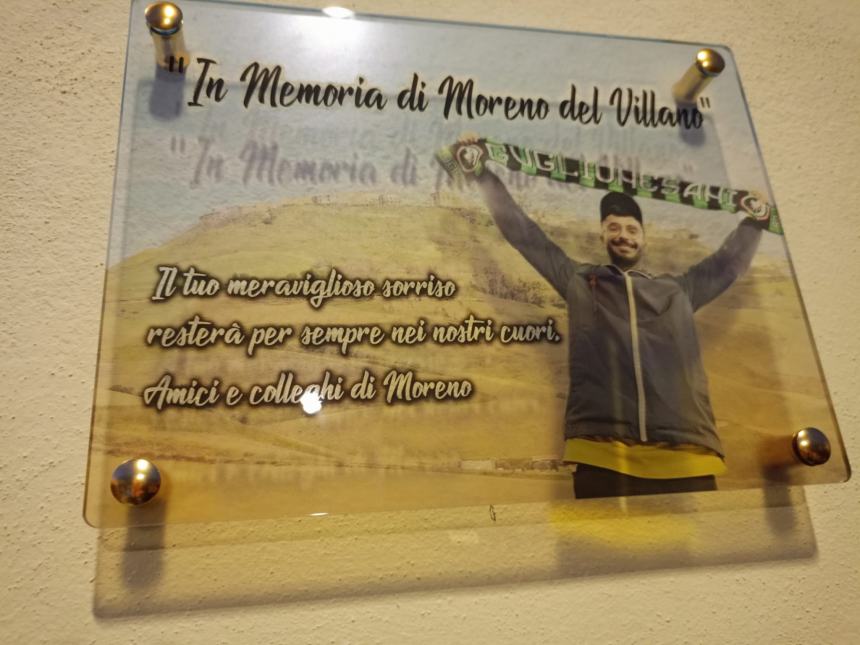 "In Memoria di Moreno del Villano"
GUGLIONESANI
Il tuo meraviglioso sorriso
resterà per sempre nei nostri cuori.
Amici e colleghi di Moreno